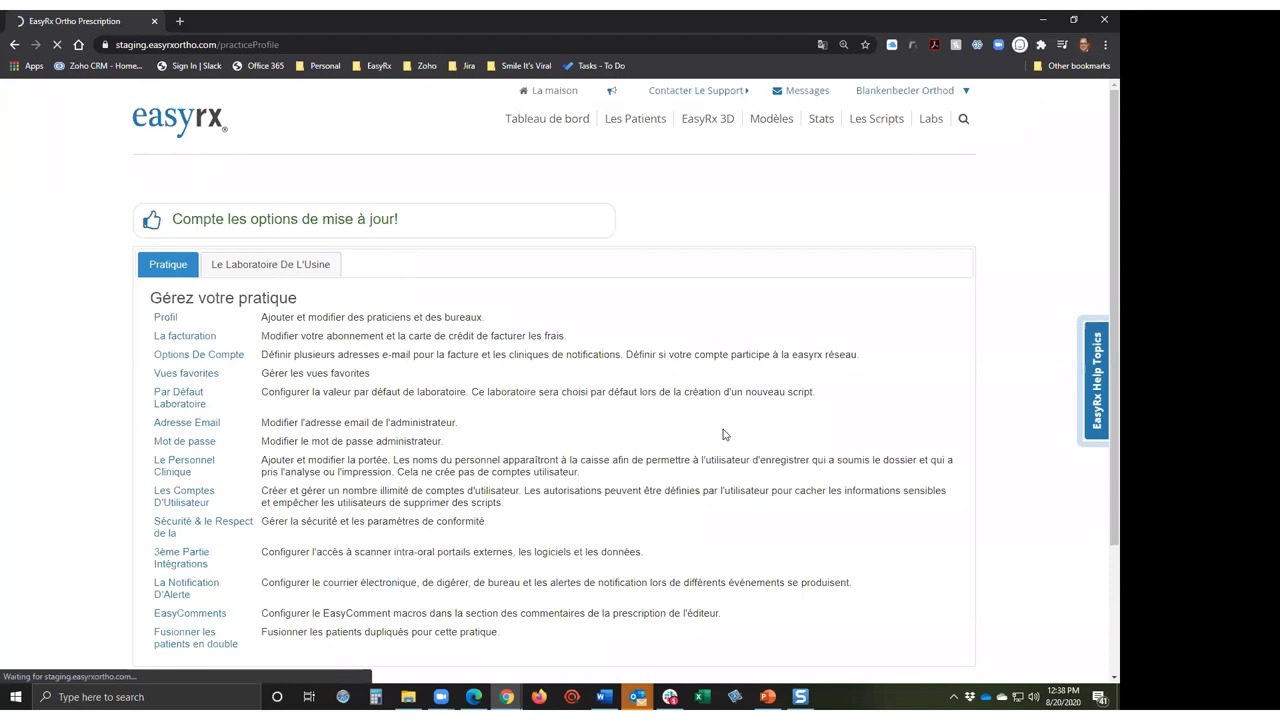 EasyRx Ortho Prescription
staging.easyrxortho.com/practiceProfile
Apps Zoho CRM - Home... Sign In | Slack Office 365 Personal EasyRx Zoho Jira Smile It's Viral Tasks - To Do Other bookmarks
La maison Contacter Le Support Messages Blankenbecler Orthod
easyrx®
Tableau de bord Les Patients EasyRx 3D Modèles Stats Les Scripts Labs
Compte les options de mise à jour!
Pratique Le Laboratoire De L'Usine
Gérez votre pratique
Profil Ajouter et modifier des praticiens et des bureaux.
La facturation Modifier votre abonnement et la carte de crédit de facturer les frais.
Options De Compte Définir plusieurs adresses e-mail pour la facture et les cliniques de notifications. Définir si votre compte participe à la easyrx réseau.
Vues favorites Gérer les vues favorites
Par Défaut Configurer la valeur par défaut de laboratoire. Ce laboratoire sera choisi par défaut lors de la création d'un nouveau script.
Laboratoire
Adresse Email Modifier l'adresse email de l'administrateur.
Mot de passe Modifier le mot de passe administrateur.
Le Personnel Ajouter et modifier la portée. Les noms du personnel apparaîtront à la caisse afin de permettre à l'utilisateur d'enregistrer qui a soumis le dossier et qui a
Clinique pris l'analyse ou l'impression. Cela ne crée pas de comptes utilisateur.
Les Comptes Créer et gérer un nombre illimité de comptes d'utilisateur. Les autorisations peuvent être définies par l'utilisateur pour cacher les informations sensibles
D'Utilisateur et empêcher les utilisateurs de supprimer des scripts.
Sécurité & le Respect Gérer la sécurité et les paramètres de conformité.
de la
3ème Partie Configurer l'accès à scanner intra-oral portails externes, les logiciels et les données.
Intégrations
La Notification Configurer le courrier électronique, de digérer, de bureau et les alertes de notification lors de différents événements se produisent.
D'Alerte
EasyComments Configurer le EasyComment macros dans la section des commentaires de la prescription de l'éditeur.
Fusionner les Fusionner les patients dupliqués pour cette pratique.
patients en double
EasyRx Help Topics
Waiting for staging.easyrxortho.com...
Type here to search
12:38 PM
8/20/2020
41